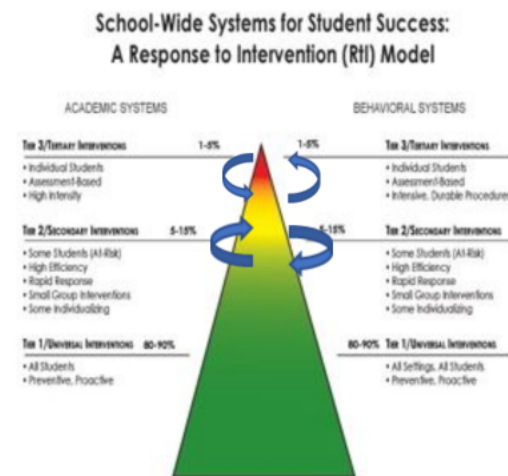 School-Wide Systems for Student Success:
A Response to Intervention (RtI) Model
ACADEMIC SYSTEMS
BEHAVIORAL SYSTEMS
TIER 3/TERTIARY INTERVENTIONS 1-5%
• Individual Students
• Assessment-Based
• High Intensity
1-5% TIER 3/TERTIARY INTERVENTIONS
• Individual Students
• Assessment-Based
• Intensive, Durable Procedures
TIER 2/SECONDARY INTERVENTIONS 5-15%
• Some Students (At-Risk)
• High Efficiency
• Rapid Response
• Small Group Interventions
• Some Individualizing
5-15% TIER 2/SECONDARY INTERVENTIONS
• Some Students (At-Risk)
• High Efficiency
• Rapid Response
• Small Group Interventions
• Some Individualizing
TIER 1/UNIVERSAL INTERVENTIONS 80-90%
• All Students
• Preventive, Proactive
80-90% TIER 1/UNIVERSAL INTERVENTIONS
• All Settings, All Students
• Preventive, Proactive